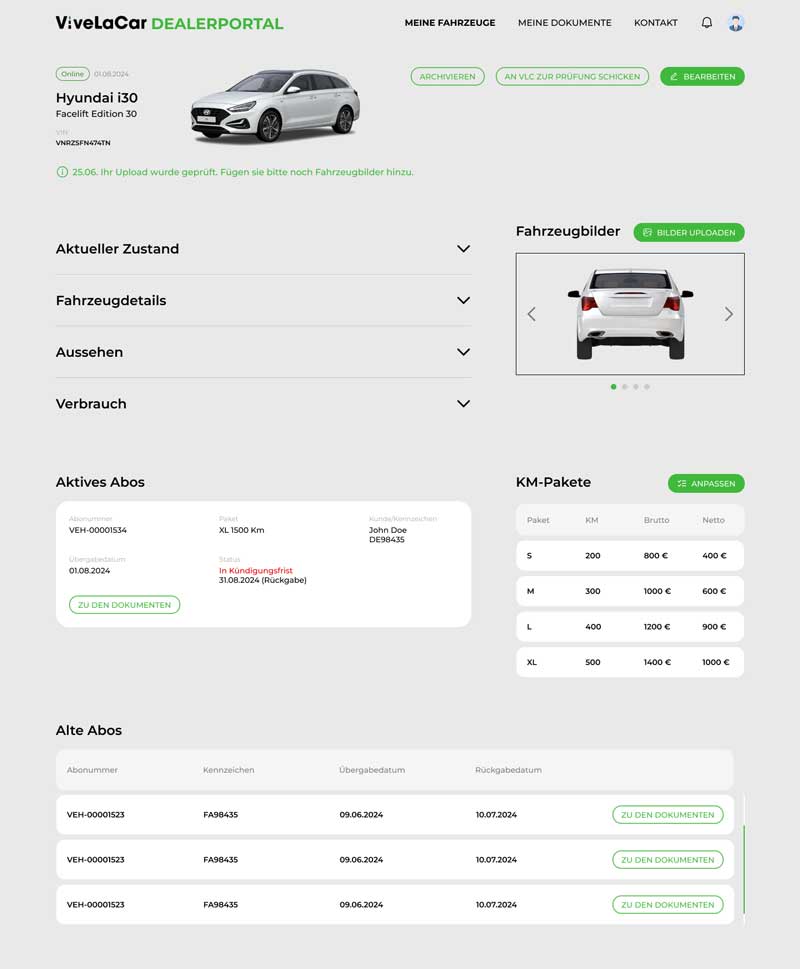 ViveLaCar DEALERPORTAL
MEINE FAHRZEUGE
MEINE DOKUMENTE
KONTAKT
Online
01.08.2024
Hyundai i30
Facelift Edition 30
VIN
VNRZSFN474TN
ARCHIVIEREN
AN VLC ZUR PRÜFUNG SCHICKEN
BEARBEITEN
25.06. Ihr Upload wurde geprüft. Fügen sie bitte noch Fahrzeugbilder hinzu.
Aktueller Zustand
Fahrzeugdetails
Aussehen
Verbrauch
Fahrzeugbilder
BILDER UPLOADEN
Aktives Abos
Abonummer
VEH-00001534
Paket
XL 1500 Km
Kunde/Kennzeichen
John Doe
DE98435
Übergabedatum
01.08.2024
Status
In Kündigungsfrist
31.08.2024 (Rückgabe)
ZU DEN DOKUMENTEN
KM-Pakete
ANPASSEN
Paket KM Brutto Netto
S 200 800 € 400 €
M 300 1000 € 600 €
L 400 1200 € 900 €
XL 500 1400 € 1000 €
Alte Abos
Abonummer Kennzeichen Übergabedatum Rückgabedatum
VEH-00001523 FA98435 09.06.2024 10.07.2024 ZU DEN DOKUMENTEN
VEH-00001523 FA98435 09.06.2024 10.07.2024 ZU DEN DOKUMENTEN
VEH-00001523 FA98435 09.06.2024 10.07.2024 ZU DEN DOKUMENTEN